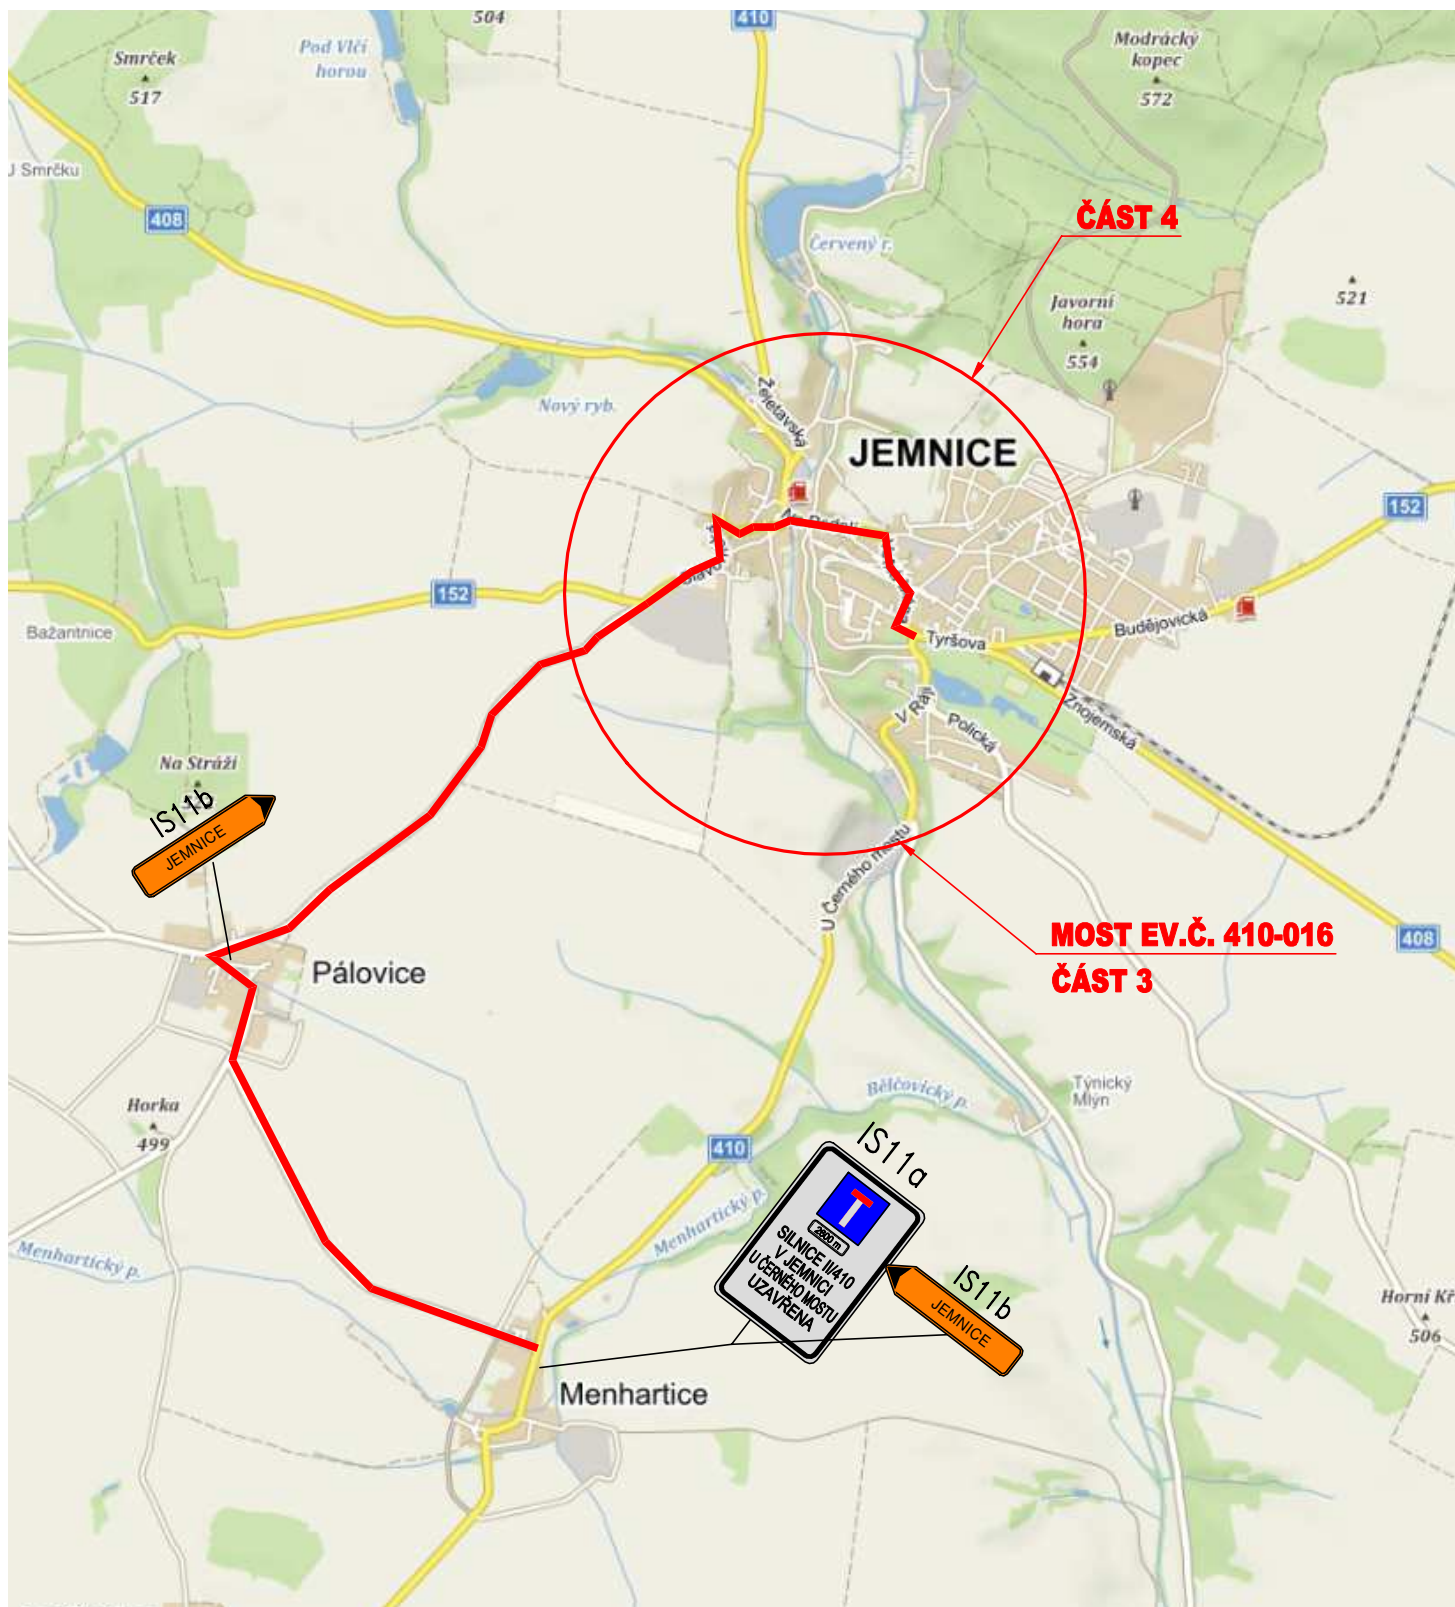 504
410
Smrček
517
Pod Vlčí
horou
Modrácký
kopec
572
J Smrčku
408
ČÁST 4
Červený r.
521
Javorní
hora
554
Nový ryb.
Želetavská
JEMNICE
152
152
Bažantnice
Tyršova
Budějovická
V Ráji
Polická
Znojemská
Na Stráži
IS11b
JEMNICE
U Černého mostu
MOST EV.Č. 410-016
ČÁST 3
408
Pálovice
Horka
499
Bělčovický p.
Týnický
Mlýn
410
IS11a
Menhartický p.
Menhartický p.
2800 m
SILNICE II/410
V JEMNICI
U ČERNÉHO MOSTU
UZAVŘENA
IS11b
JEMNICE
Horní Kř
506
Menhartice